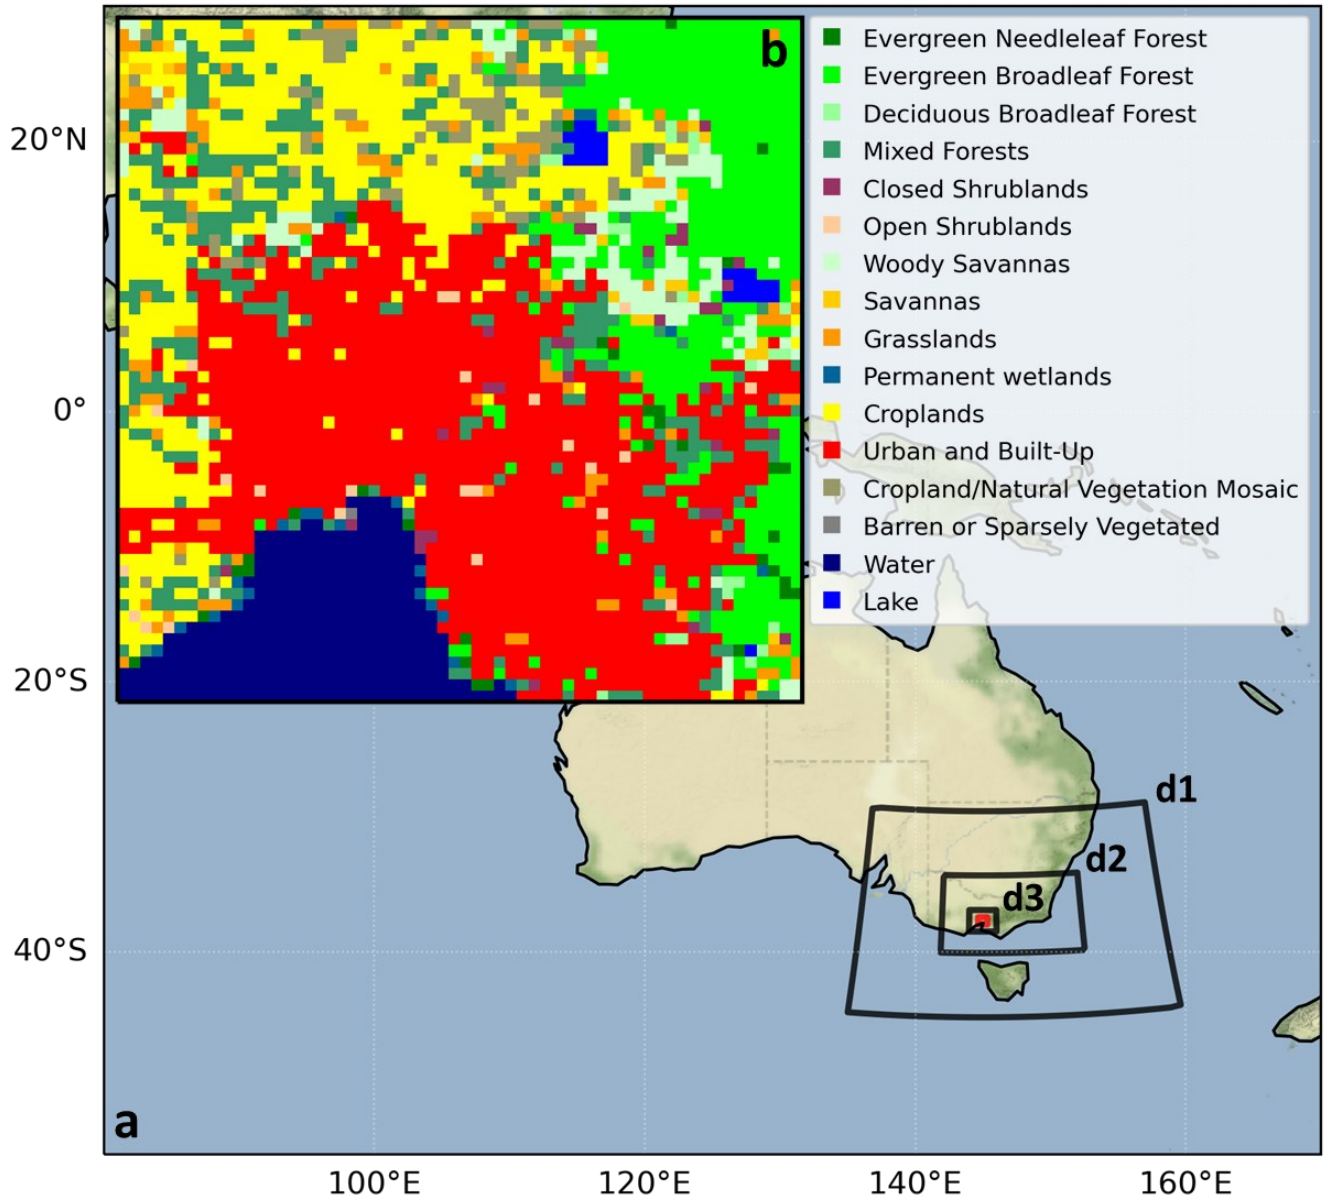 b
Evergreen Needleleaf Forest
Evergreen Broadleaf Forest
Deciduous Broadleaf Forest
Mixed Forests
Closed Shrublands
Open Shrublands
Woody Savannas
Savannas
Grasslands
Permanent wetlands
Croplands
Urban and Built-Up
Cropland/Natural Vegetation Mosaic
Barren or Sparsely Vegetated
Water
Lake
20°N
0°
20°S
40°S
d1
d2
d3
a
100°E 120°E 140°E 160°E